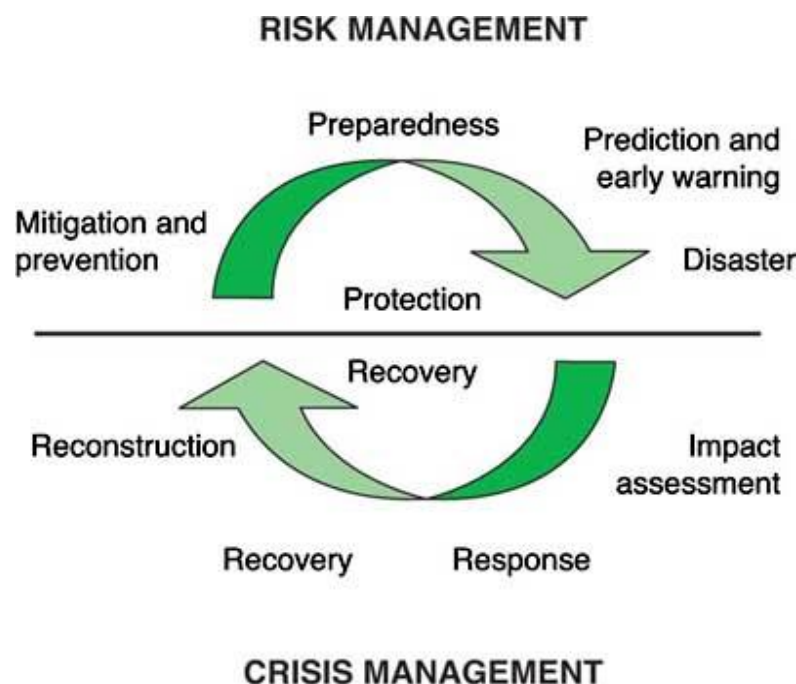 RISK MANAGEMENT
Preparedness
Prediction and
early warning
Mitigation and
prevention
Disaster
Protection
Recovery
Reconstruction
Impact
assessment
Recovery
Response
CRISIS MANAGEMENT